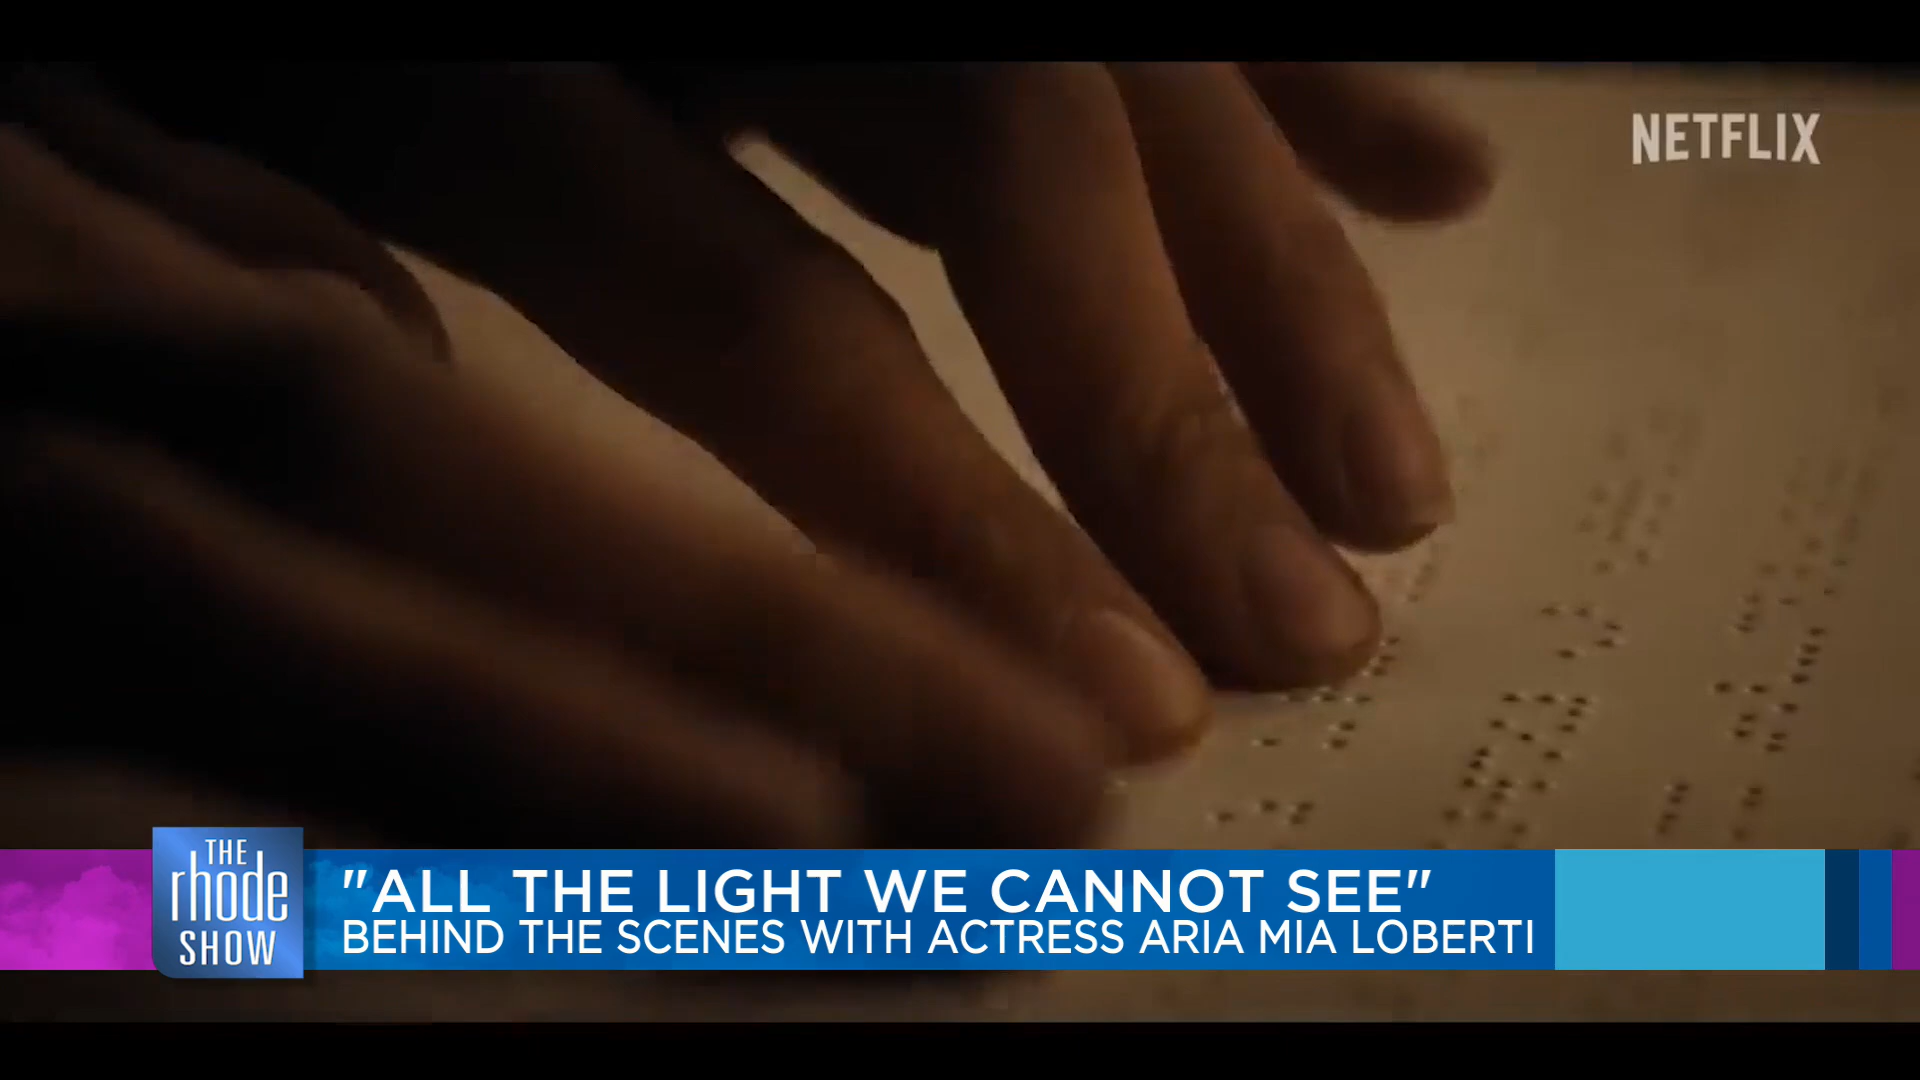 NETFLIX
THE
rhode
SHOW
"ALL THE LIGHT WE CANNOT SEE"
BEHIND THE SCENES WITH ACTRESS ARIA MIA LOBERTI